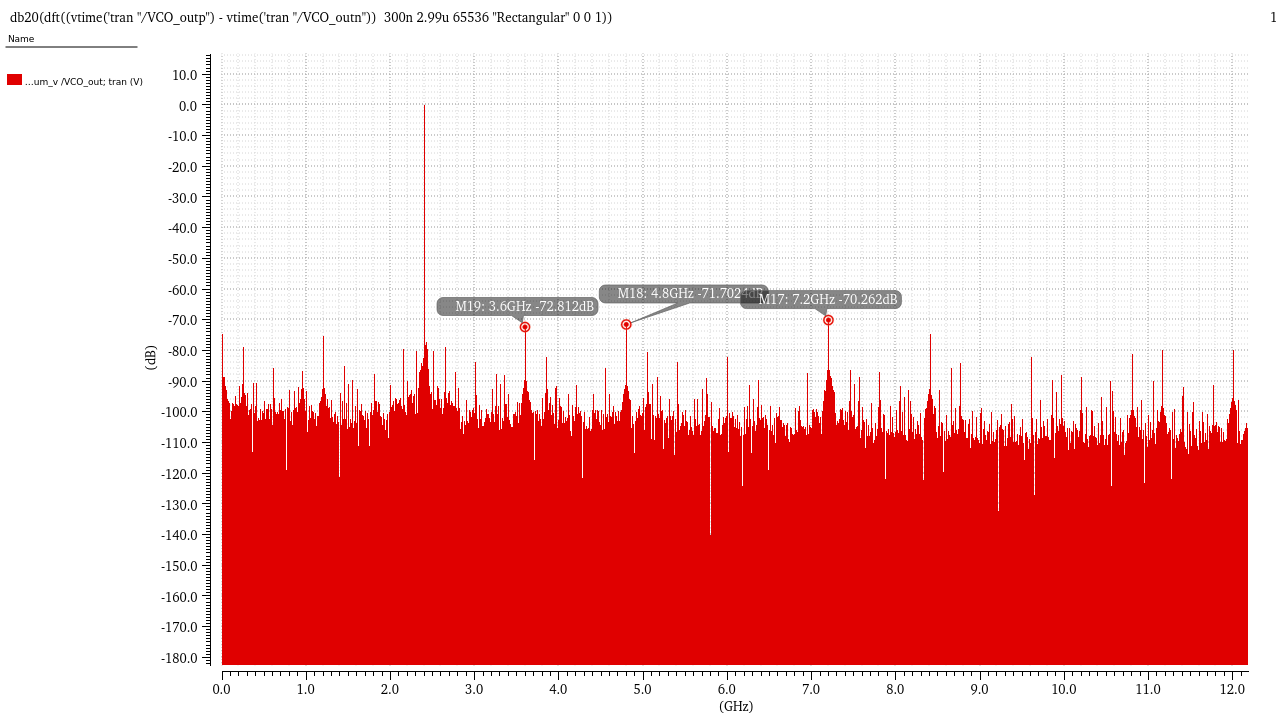 db20(dft((vtime('tran "/VCO_outp") - vtime('tran "/VCO_outn")) 300n 2.99u 65536 "Rectangular" 0 0 1))
1
Name
...um_v /VCO_out; tran (V)
10.0
0.0
-10.0
-20.0
-30.0
-40.0
-50.0
-60.0
-70.0
-80.0
-90.0
-100.0
-110.0
-120.0
-130.0
-140.0
-150.0
-160.0
-170.0
-180.0
(dB)
M19: 3.6GHz -72.812dB
M18: 4.8GHz -71.7024dB
M17: 7.2GHz -70.262dB
0.0 1.0 2.0 3.0 4.0 5.0 6.0 7.0 8.0 9.0 10.0 11.0 12.0
(GHz)